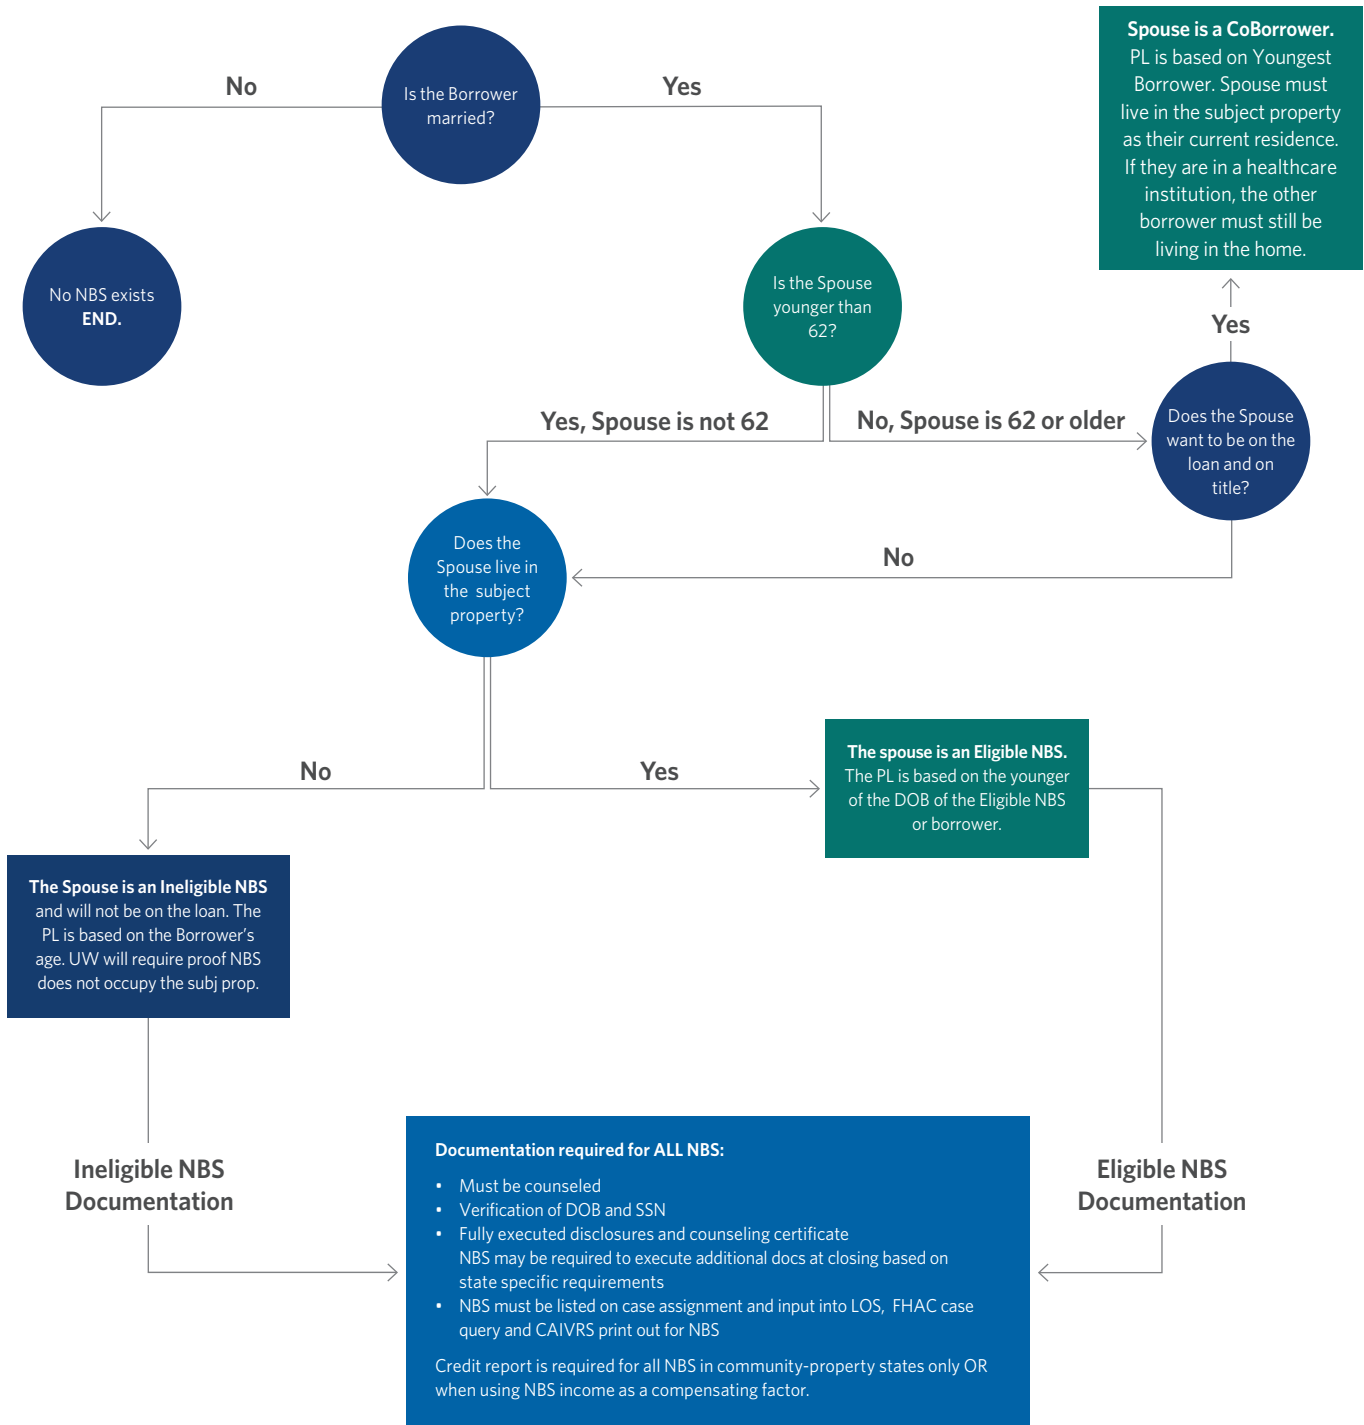 Spouse is a CoBorrower.
PL is based on Youngest
Borrower. Spouse must
live in the subject property
as their current residence.
If they are in a healthcare
institution, the other
borrower must still be
living in the home.
No
Is the Borrower
married?
Yes
No NBS exists
END.
Is the Spouse
younger than
62?
Yes
Yes, Spouse is not 62
No, Spouse is 62 or older
Does the Spouse
want to be on the
loan and on
title?
Does the
Spouse live in
the subject
property?
No
No
Yes
The spouse is an Eligible NBS.
The PL is based on the younger
of the DOB of the Eligible NBS
or borrower.
The Spouse is an Ineligible NBS
and will not be on the loan. The
PL is based on the Borrower’s
age. UW will require proof NBS
does not occupy the subj prop.
Ineligible NBS
Documentation
Documentation required for ALL NBS:
• Must be counseled
• Verification of DOB and SSN
• Fully executed disclosures and counseling certificate
NBS may be required to execute additional docs at closing based on
state specific requirements
• NBS must be listed on case assignment and input into LOS, FHAC case
query and CAIVRS print out for NBS
Credit report is required for all NBS in community-property states only OR
when using NBS income as a compensating factor.
Eligible NBS
Documentation